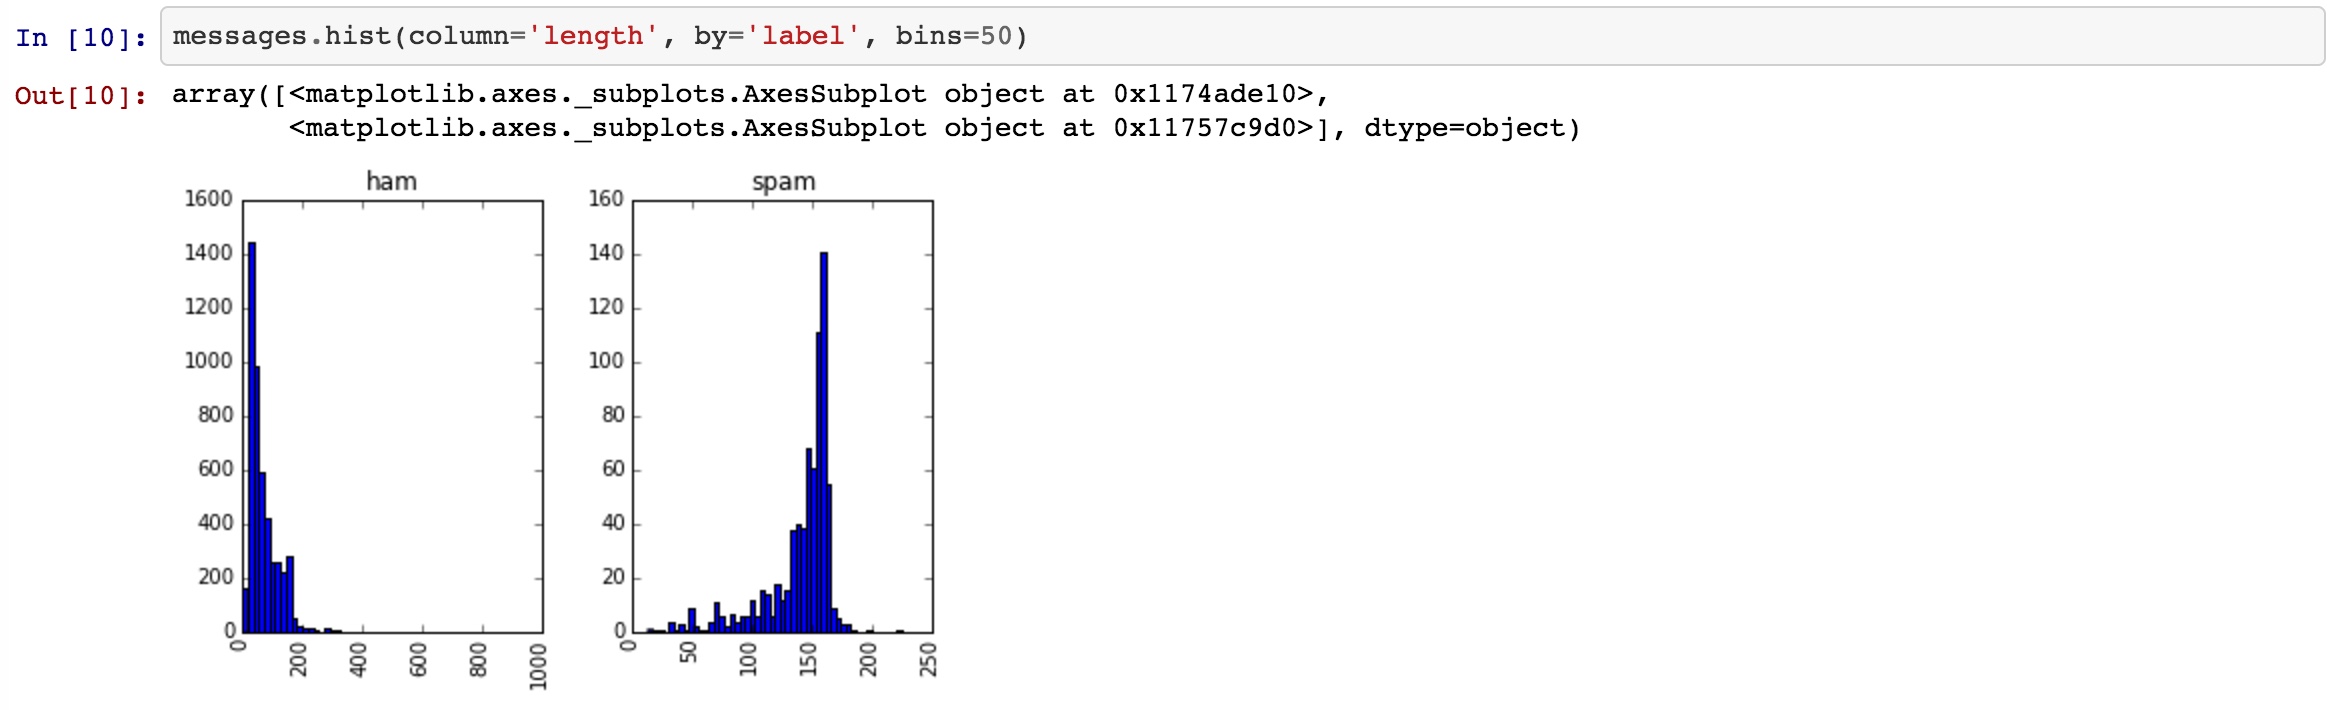 In [10]: messages.hist(column='length', by='label', bins=50)
Out[10]: array([<matplotlib.axes._subplots.AxesSubplot object at 0x1174ade10>,
<matplotlib.axes._subplots.AxesSubplot object at 0x11757c9d0>], dtype=object)
ham
1600
1400
1200
1000
800
600
400
200
0
0 200 400 600 800 1000
spam
160
140
120
100
80
60
40
20
0
0 50 100 150 200 250